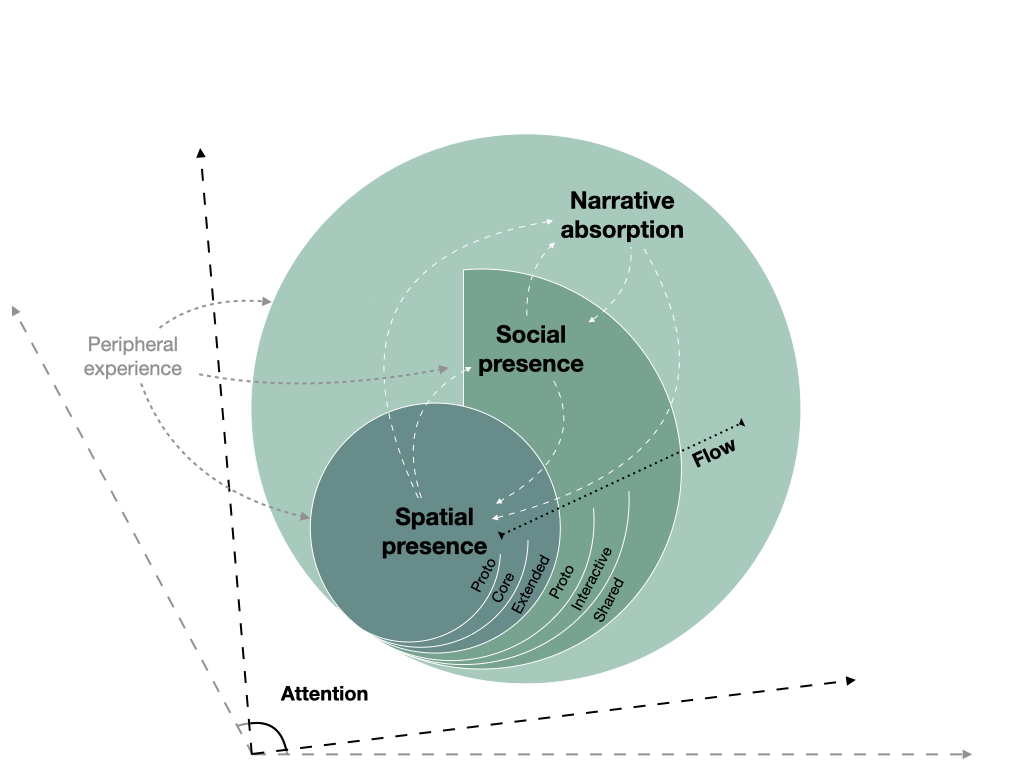 Narrative
absorption
Social
presence
Peripheral
experience
Flow
Spatial
presence
Proto
Core
Extended
Proto
Interactive
Shared
Attention